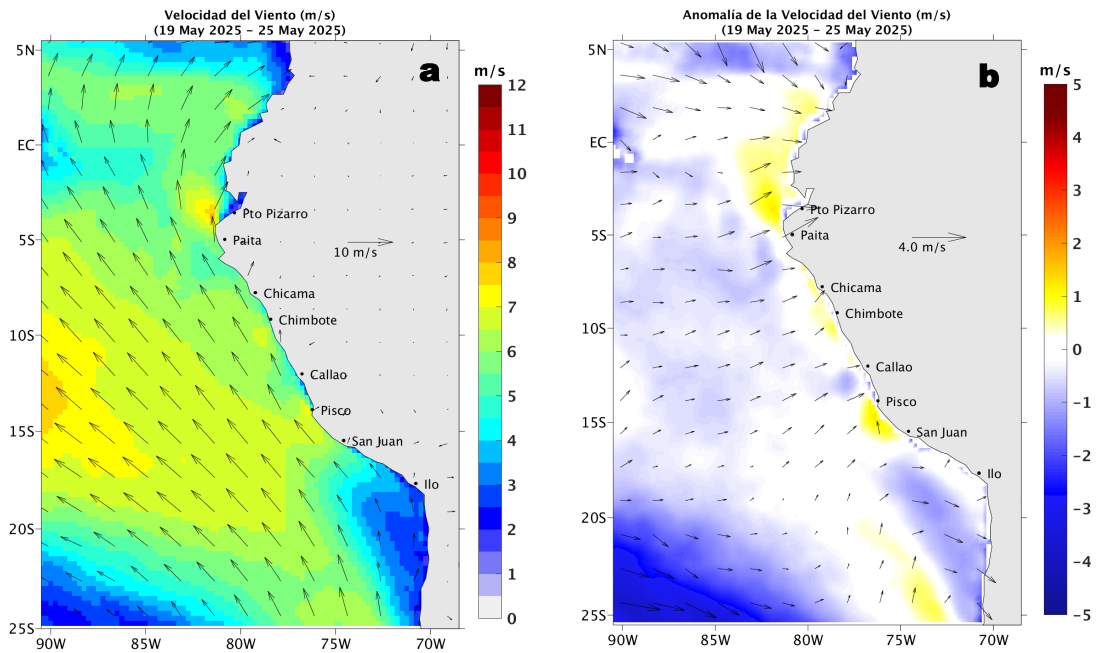 Velocidad del Viento (m/s)
(19 May 2025 – 25 May 2025)
a
m/s
12
11
10
9
8
7
6
5
4
3
2
1
0
5N
EC
5S
10S
15S
20S
25S
90W
85W
80W
75W
70W
Pto Pizarro
Paita
10 m/s
Chicama
Chimbote
Callao
Pisco
San Juan
Ilo
Anomalía de la Velocidad del Viento (m/s)
(19 May 2025 – 25 May 2025)
b
m/s
5
4
3
2
1
0
−1
−2
−3
−4
−5
5N
EC
5S
10S
15S
20S
25S
90W
85W
80W
75W
70W
Pto Pizarro
Paita
4.0 m/s
Chicama
Chimbote
Callao
Pisco
San Juan
Ilo